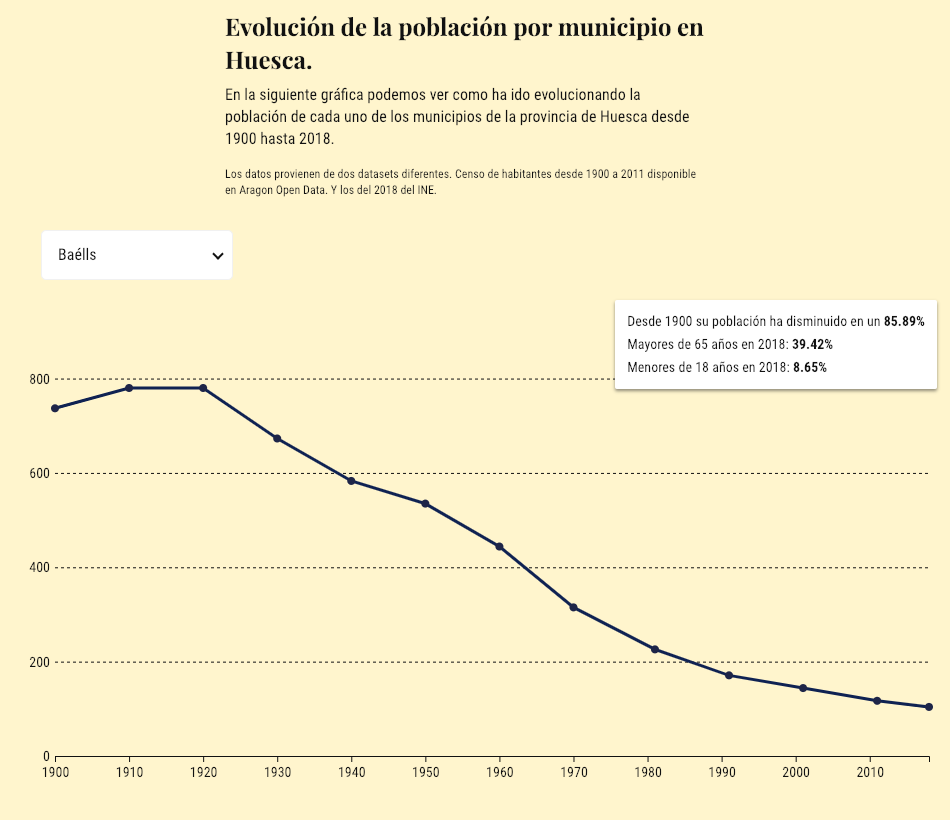 Evolución de la población por municipio en
Huesca.
En la siguiente gráfica podemos ver como ha ido evolucionando la
población de cada uno de los municipios de la provincia de Huesca desde
1900 hasta 2018.
Los datos provienen de dos datasets diferentes. Censo de habitantes desde 1900 a 2011 disponible
en Aragon Open Data. Y los del 2018 del INE.
Baélls
Desde 1900 su población ha disminuido en un 85.89%
Mayores de 65 años en 2018: 39.42%
Menores de 18 años en 2018: 8.65%
800
600
400
200
0
1900 1910 1920 1930 1940 1950 1960 1970 1980 1990 2000 2010